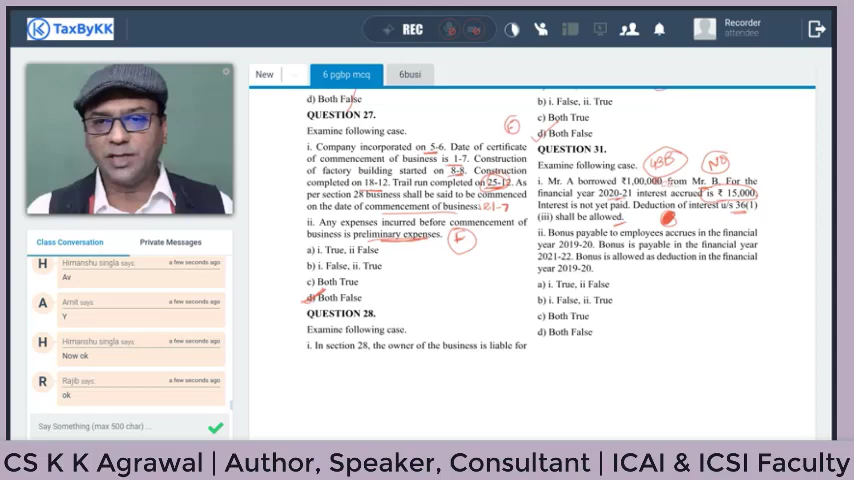 TaxByKK
REC
Recorder
attendee
New
6 pgbp mcq
6busi
d) Both False
QUESTION 27.
Examine following case.
i. Company incorporated on 5-6. Date of certificate
of commencement of business is 1-7. Construction
of factory building started on 8-8. Construction
completed on 18-12. Trail run completed on 25-12. As
per section 28 business shall be said to be commenced
on the date of commencement of business.
ii. Any expenses incurred before commencement of
business is preliminary expenses.
a) i. True, ii False
b) i. False, ii. True
c) Both True
d) Both False
QUESTION 28.
Examine following case.
i. In section 28, the owner of the business is liable for
b) i. False, ii. True
c) Both True
d) Both False
QUESTION 31.
43B
NO
Examine following case.
i. Mr. A borrowed ₹1,00,000 from Mr. B. For the
financial year 2020-21 interest accrued is ₹ 15,000.
Interest is not yet paid. Deduction of interest u/s 36(1)
(iii) shall be allowed.
ii. Bonus payable to employees accrues in the financial
year 2019-20. Bonus is payable in the financial year
2021-22. Bonus is allowed as deduction in the financial
year 2019-20.
a) i. True, ii. False
b) i. False, ii. True
c) Both True
d) Both False
Class Conversation
Private Messages
H
Himanshu singla says:
a few seconds ago
Av
A
Amit says:
a few seconds ago
Y
H
Himanshu singla says:
a few seconds ago
Now ok
R
Rajib says:
a few seconds ago
ok
Say Something (max 500 char) ...
CS K K Agrawal | Author, Speaker, Consultant | ICAI & ICSI Faculty